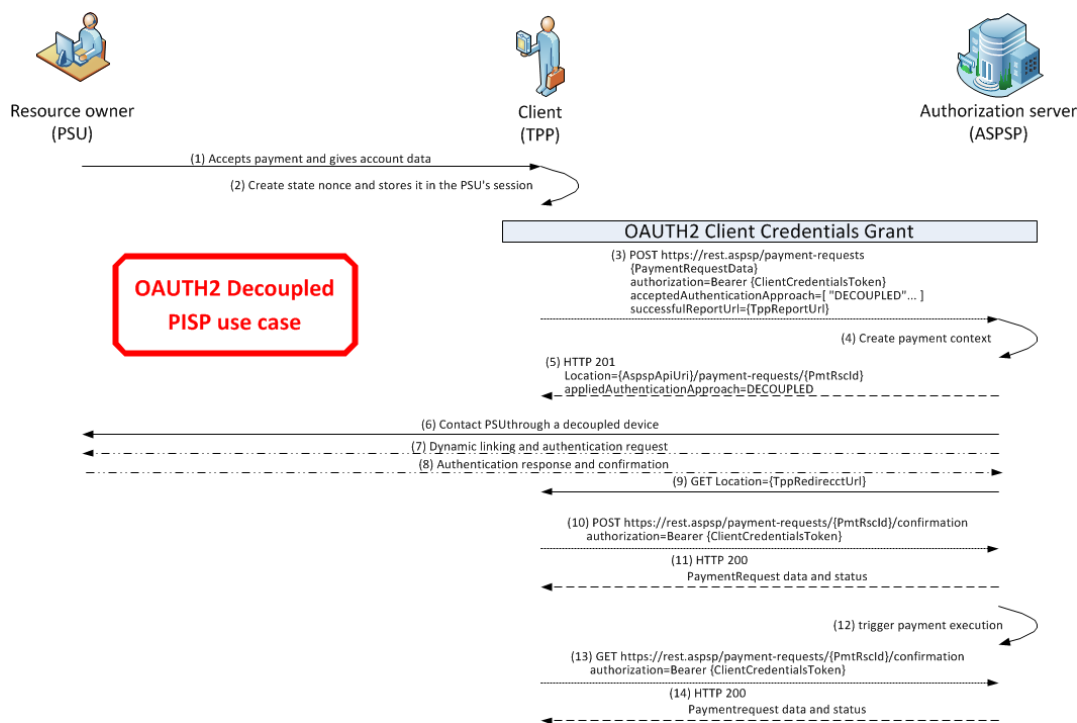 Resource owner
(PSU)
Client
(TPP)
Authorization server
(ASPSP)
(1) Accepts payment and gives account data
(2) Create state nonce and stores it in the PSU's session
OAUTH2 Client Credentials Grant
(3) POST https://rest.aspsp/payment-requests
{PaymentRequestData}
authorization=Bearer {ClientCredentialsToken}
acceptedAuthenticationApproach=[ "DECOUPLED"... ]
successfulReportUrl={TppReportUrl}
OAUTH2 Decoupled
PISP use case
(4) Create payment context
(5) HTTP 201
Location={AspspApiUri}/payment-requests/{PmtRscId}
appliedAuthenticationApproach=DECOUPLED
(6) Contact PSUthrough a decoupled device
(7) Dynamic linking and authentication request
(8) Authentication response and confirmation
(9) GET Location={TppRedirecctUrl}
(10) POST https://rest.aspsp/payment-requests/{PmtRscId}/confirmation
authorization=Bearer {ClientCredentialsToken}
(11) HTTP 200
PaymentRequest data and status
(12) trigger payment execution
(13) GET https://rest.aspsp/payment-requests/{PmtRscId}/confirmation
authorization=Bearer {ClientCredentialsToken}
(14) HTTP 200
Paymentrequest data and status